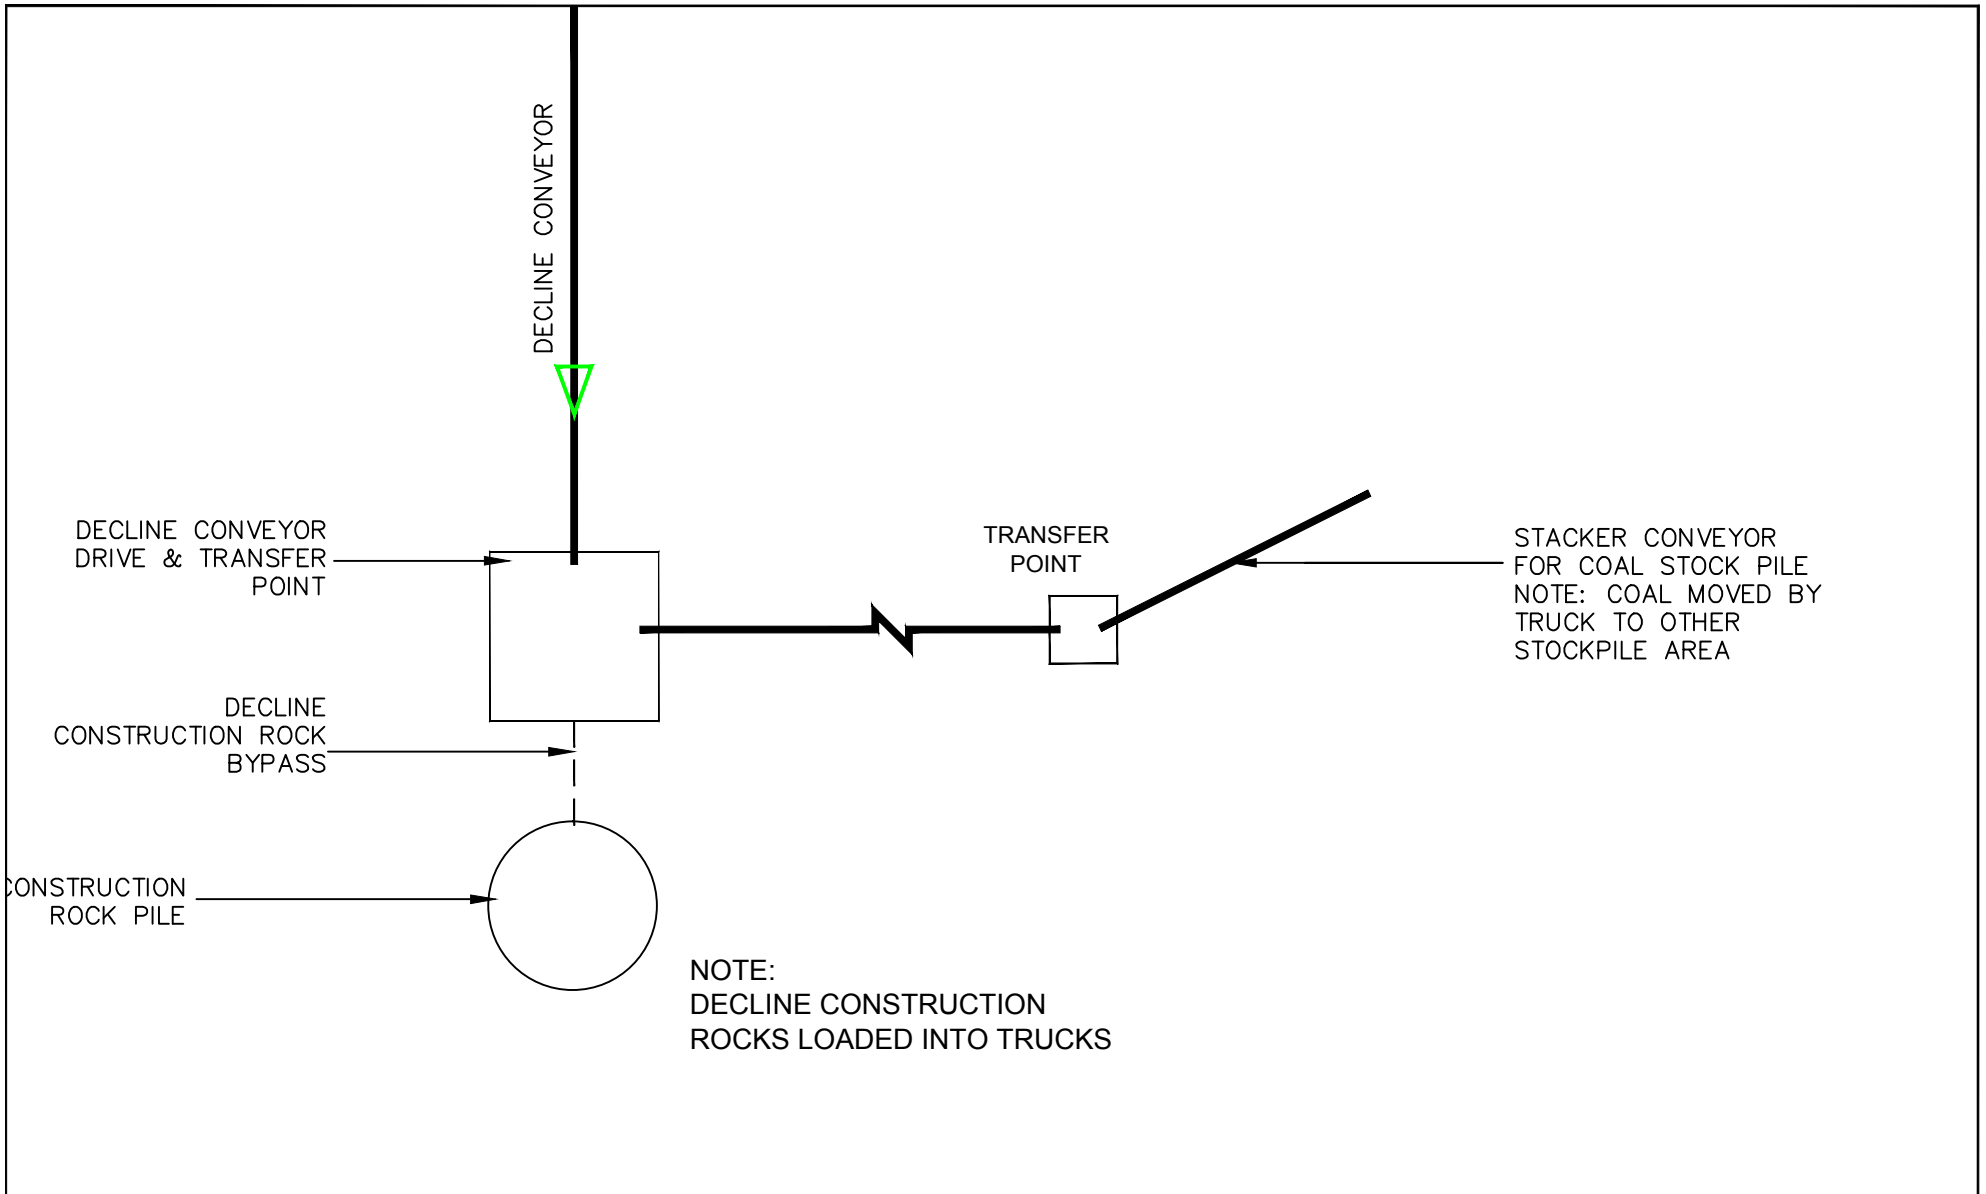 DECLINE CONVEYOR
DECLINE CONVEYOR
DRIVE & TRANSFER
POINT
TRANSFER
POINT
STACKER CONVEYOR
FOR COAL STOCK PILE
NOTE: COAL MOVED BY
TRUCK TO OTHER
STOCKPILE AREA
DECLINE
CONSTRUCTION ROCK
BYPASS
CONSTRUCTION
ROCK PILE
NOTE:
DECLINE CONSTRUCTION
ROCKS LOADED INTO TRUCKS